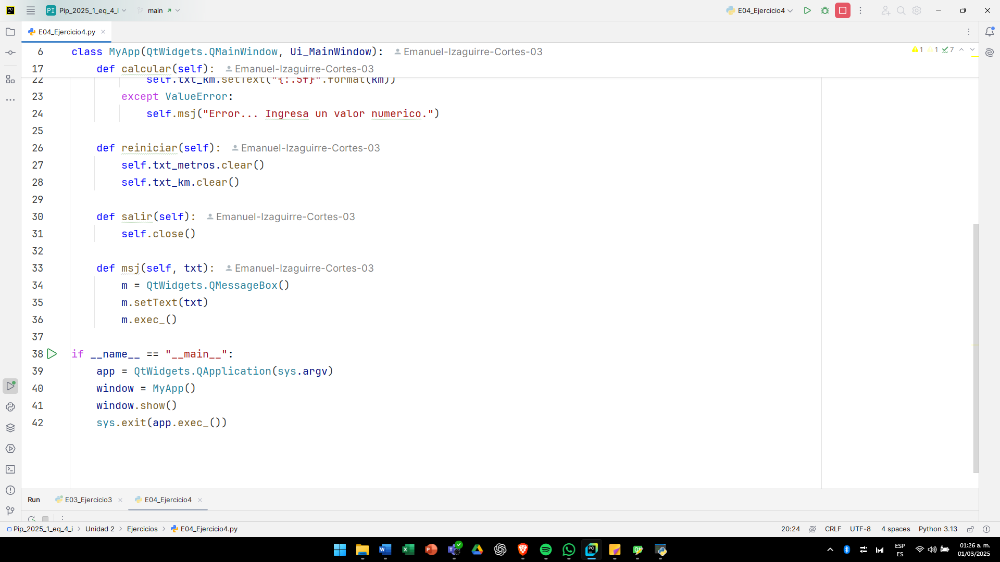 Pip_2025_1_eq_4_i main E04_Ejercicio4
E04_Ejercicio4.py
6 class MyApp(QtWidgets.QMainWindow, Ui_MainWindow): Emanuel-Izaguirre-Cortes-03
1 1 7
17 def calcular(self): Emanuel-Izaguirre-Cortes-03
22 self.txt_km.setText("{:.5f}".format(km))
23 except ValueError:
24 self.msj("Error... Ingresa un valor numerico.")
25
26 def reiniciar(self): Emanuel-Izaguirre-Cortes-03
27 self.txt_metros.clear()
28 self.txt_km.clear()
29
30 def salir(self): Emanuel-Izaguirre-Cortes-03
31 self.close()
32
33 def msj(self, txt): Emanuel-Izaguirre-Cortes-03
34 m = QtWidgets.QMessageBox()
35 m.setText(txt)
36 m.exec_()
37
38 if __name__ == "__main__":
39 app = QtWidgets.QApplication(sys.argv)
40 window = MyApp()
41 window.show()
42 sys.exit(app.exec_())
Run E03_Ejercicio3 E04_Ejercicio4
Pip_2025_1_eq_4_i > Unidad 2 > Ejercicios > E04_Ejercicio4.py 20:24 CRLF UTF-8 4 spaces Python 3.13
ESP
ES
01:26 a. m.
01/03/2025